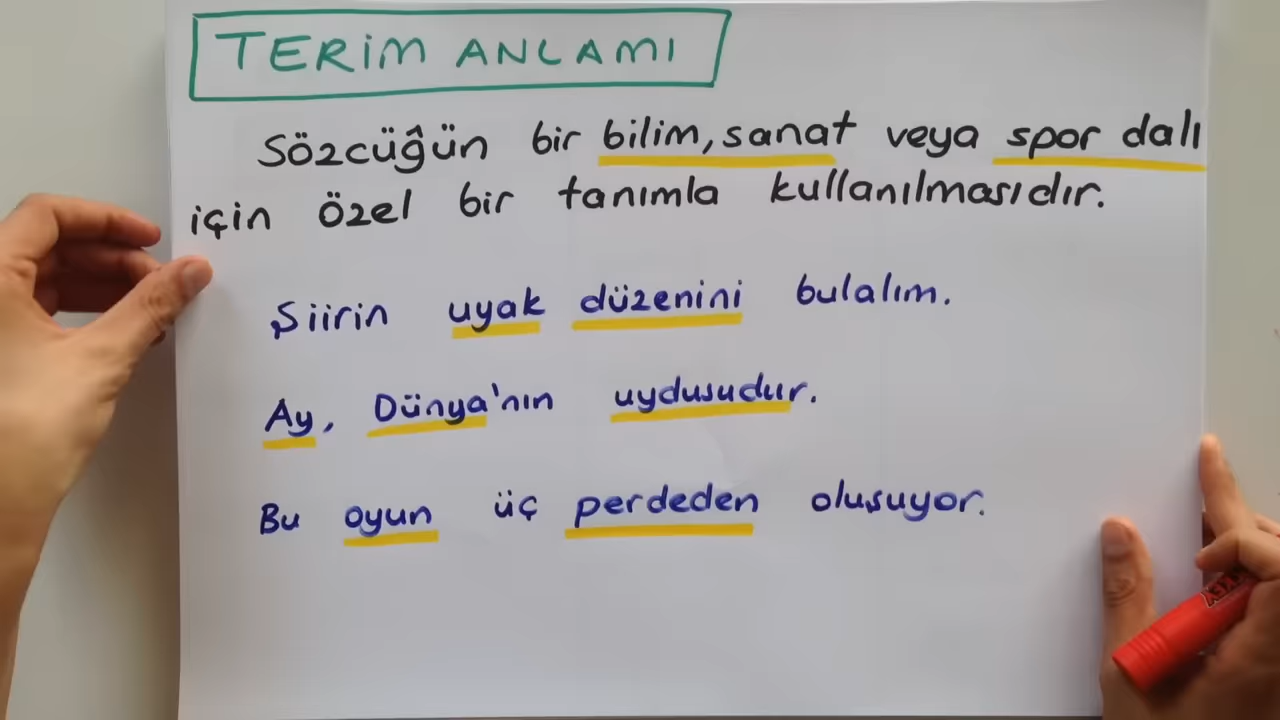 TERİM ANLAMI
Sözcüğün bir bilim, sanat veya spor dalı
için özel bir tanımla kullanılmasıdır.
Şiirin uyak düzenini bulalım.
Ay, Dünya'nın uydusudur.
Bu oyun üç perdeden oluşuyor.
KEY